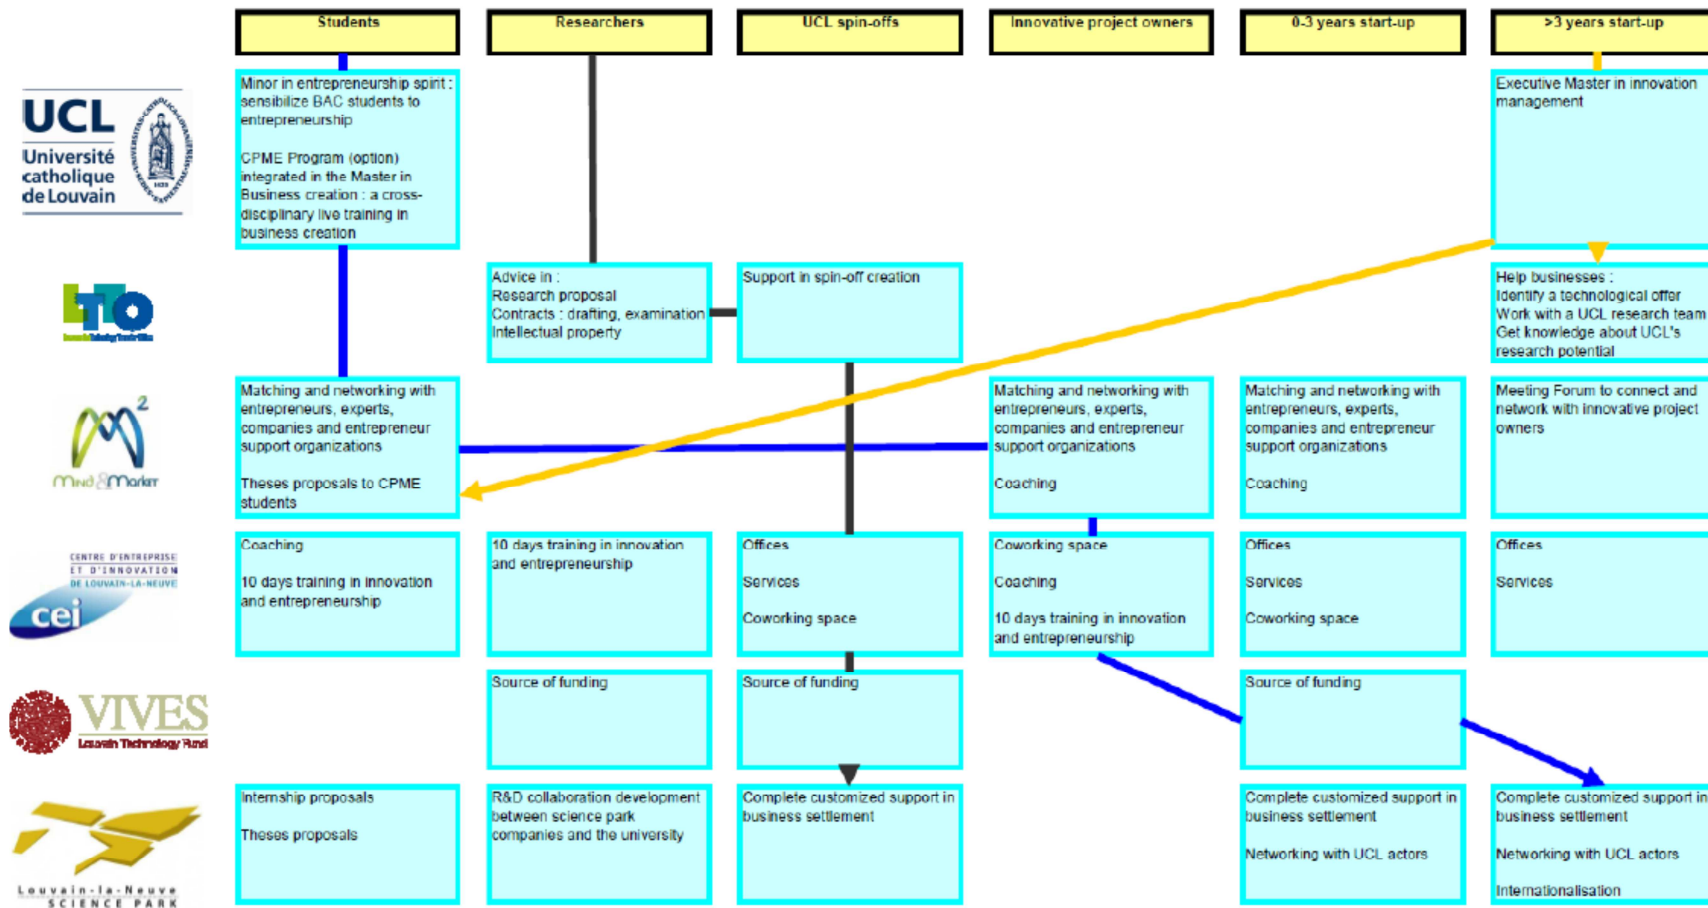 Students
Researchers
UCL spin-offs
Innovative project owners
0-3 years start-up
>3 years start-up
UCL
Université
catholique
de Louvain
Minor in entrepreneurship spirit :
sensibilize BAC students to
entrepreneurship
CPME Program (option)
integrated in the Master in
Business creation : a cross-
disciplinary live training in
business creation
Executive Master in innovation
management
LTTO
Advice in :
Research proposal
Contracts : drafting, examination
Intellectual property
Support in spin-off creation
Help businesses :
Identify a technological offer
Work with a UCL research team
Get knowledge about UCL's
research potential
M2
Mind&Market
Matching and networking with
entrepreneurs, experts,
companies and entrepreneur
support organizations
Theses proposals to CPME
students
Matching and networking with
entrepreneurs, experts,
companies and entrepreneur
support organizations
Coaching
Matching and networking with
entrepreneurs, experts,
companies and entrepreneur
support organizations
Coaching
Meeting Forum to connect and
network with innovative project
owners
CENTRE D'ENTREPRISE
ET D'INNOVATION
DE LOUVAIN-LA-NEUVE
cei
Coaching
10 days training in innovation
and entrepreneurship
10 days training in innovation
and entrepreneurship
Offices
Services
Coworking space
Coworking space
Coaching
10 days training in innovation
and entrepreneurship
Offices
Services
Coworking space
Offices
Services
VIVES
Louvain Technology Fund
Source of funding
Source of funding
Source of funding
Louvain-la-Neuve
SCIENCE PARK
Internship proposals
Theses proposals
R&D collaboration development
between science park
companies and the university
Complete customized support in
business settlement
Complete customized support in
business settlement
Networking with UCL actors
Complete customized support in
business settlement
Networking with UCL actors
Internationalisation